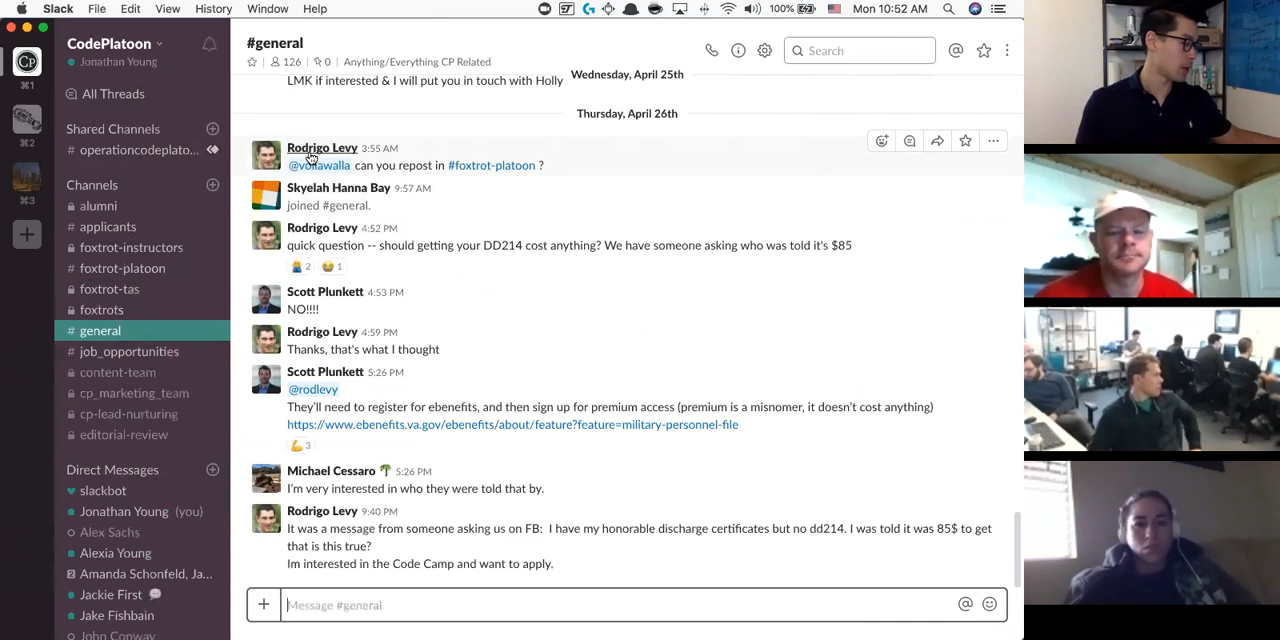 Slack File Edit View History Window Help
100% Mon 10:52 AM
CodePlatoon
Jonathan Young
All Threads
Shared Channels
operationcodeplato...
Channels
alumni
# applicants
foxtrot-instructors
# foxtrot-platoon
foxtrot-tas
foxtrots
# general
# job_opportunities
content-team
cp_marketing_team
cp-lead-nurturing
editorial-review
Direct Messages
slackbot
Jonathan Young (you)
Alex Sachs
Alexia Young
2 Amanda Schonfeld, Ja...
Jackie First
Jake Fishbain
John Conway
⌘1
⌘2
⌘3
#general
126 | 0 | Anything/Everything CP Related
Search
LMK if interested & I will put you in touch with Holly
Wednesday, April 25th
Thursday, April 26th
Rodrigo Levy 3:55 AM
can you repost in #foxtrot-platoon ?
Skyelah Hanna Bay 9:57 AM
joined #general.
Rodrigo Levy 4:52 PM
quick question -- should getting your DD214 cost anything? We have someone asking who was told it's $85
2 1
Scott Plunkett 4:53 PM
NO!!!!
Rodrigo Levy 4:59 PM
Thanks, that's what I thought
Scott Plunkett 5:26 PM
@rodlevy
They'll need to register for ebenefits, and then sign up for premium access (premium is a misnomer, it doesn't cost anything)
https://www.ebenefits.va.gov/ebenefits/about/feature?feature=military-personnel-file
3
Michael Cessaro 5:26 PM
I'm very interested in who they were told that by.
Rodrigo Levy 9:40 PM
It was a message from someone asking us on FB: I have my honorable discharge certificates but no dd214. I was told it was 85$ to get
that is this true?
Im interested in the Code Camp and want to apply.
Message #general